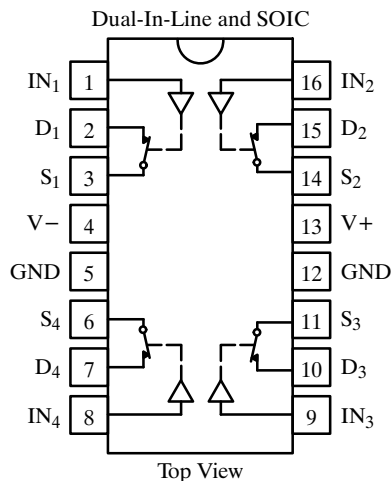 Dual-In-Line and SOIC
IN₁ 1 16 IN₂
D₁ 2 15 D₂
S₁ 3 14 S₂
V− 4 13 V+
GND 5 12 GND
S₄ 6 11 S₃
D₄ 7 10 D₃
IN₄ 8 9 IN₃
Top View